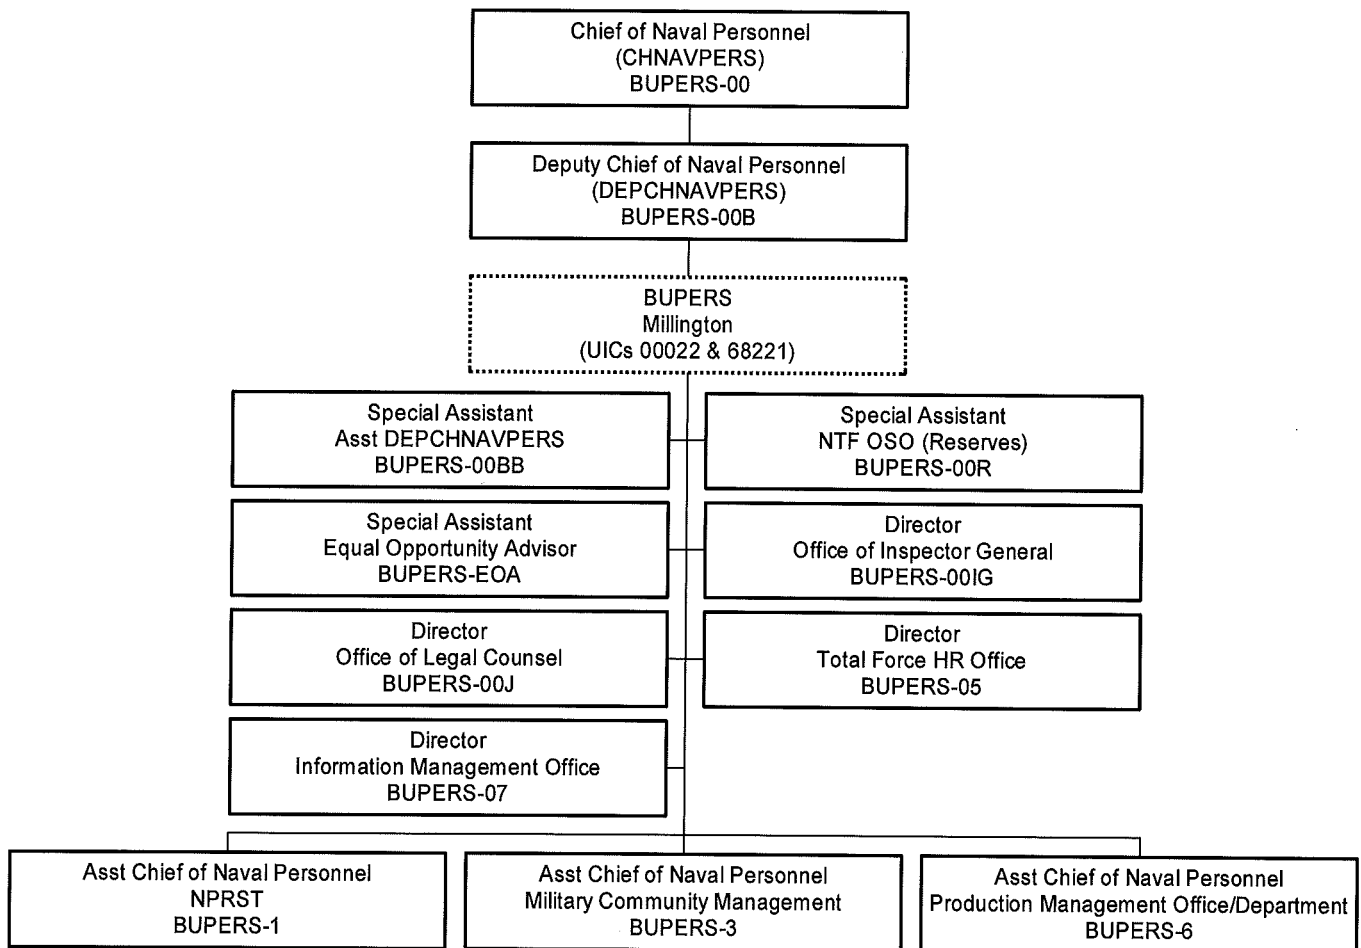 Chief of Naval Personnel
(CHNAVPERS)
BUPERS-00
Deputy Chief of Naval Personnel
(DEPCHNAVPERS)
BUPERS-00B
BUPERS
Millington
(UICs 00022 & 68221)
Special Assistant
Asst DEPCHNAVPERS
BUPERS-00BB
Special Assistant
NTF OSO (Reserves)
BUPERS-00R
Special Assistant
Equal Opportunity Advisor
BUPERS-EOA
Director
Office of Inspector General
BUPERS-00IG
Director
Office of Legal Counsel
BUPERS-00J
Director
Total Force HR Office
BUPERS-05
Director
Information Management Office
BUPERS-07
Asst Chief of Naval Personnel
NPRST
BUPERS-1
Asst Chief of Naval Personnel
Military Community Management
BUPERS-3
Asst Chief of Naval Personnel
Production Management Office/Department
BUPERS-6